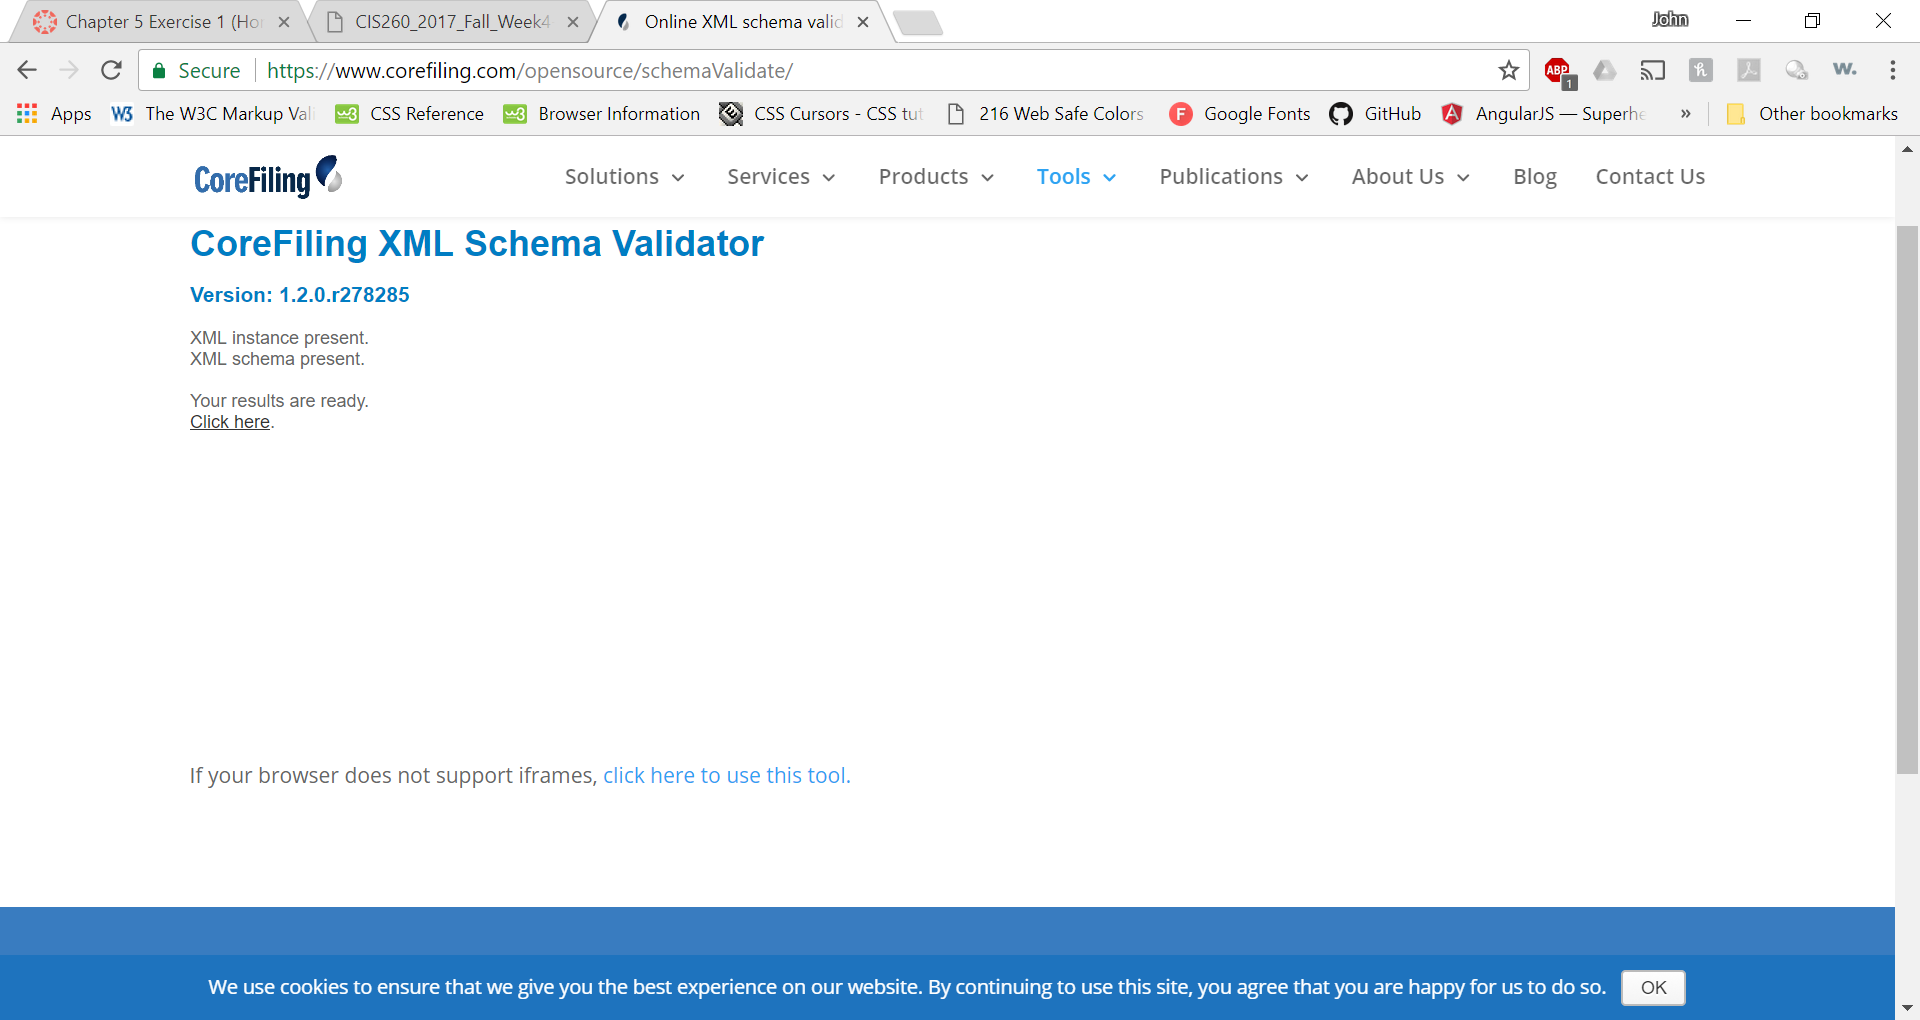 Chapter 5 Exercise 1 (Ho
CIS260_2017_Fall_Week4
Online XML schema valid
John
Secure
https://www.corefiling.com/opensource/schemaValidate/
ABP
1
W.
Apps
W3
The W3C Markup Vali
w3
CSS Reference
w3
Browser Information
CSS Cursors - CSS tut
216 Web Safe Colors
F
Google Fonts
GitHub
A
AngularJS — Superhe
»
Other bookmarks
CoreFiling
Solutions
Services
Products
Tools
Publications
About Us
Blog
Contact Us
CoreFiling XML Schema Validator
Version: 1.2.0.r278285
XML instance present.
XML schema present.
Your results are ready.
Click here.
If your browser does not support iframes, click here to use this tool.
We use cookies to ensure that we give you the best experience on our website. By continuing to use this site, you agree that you are happy for us to do so.
OK